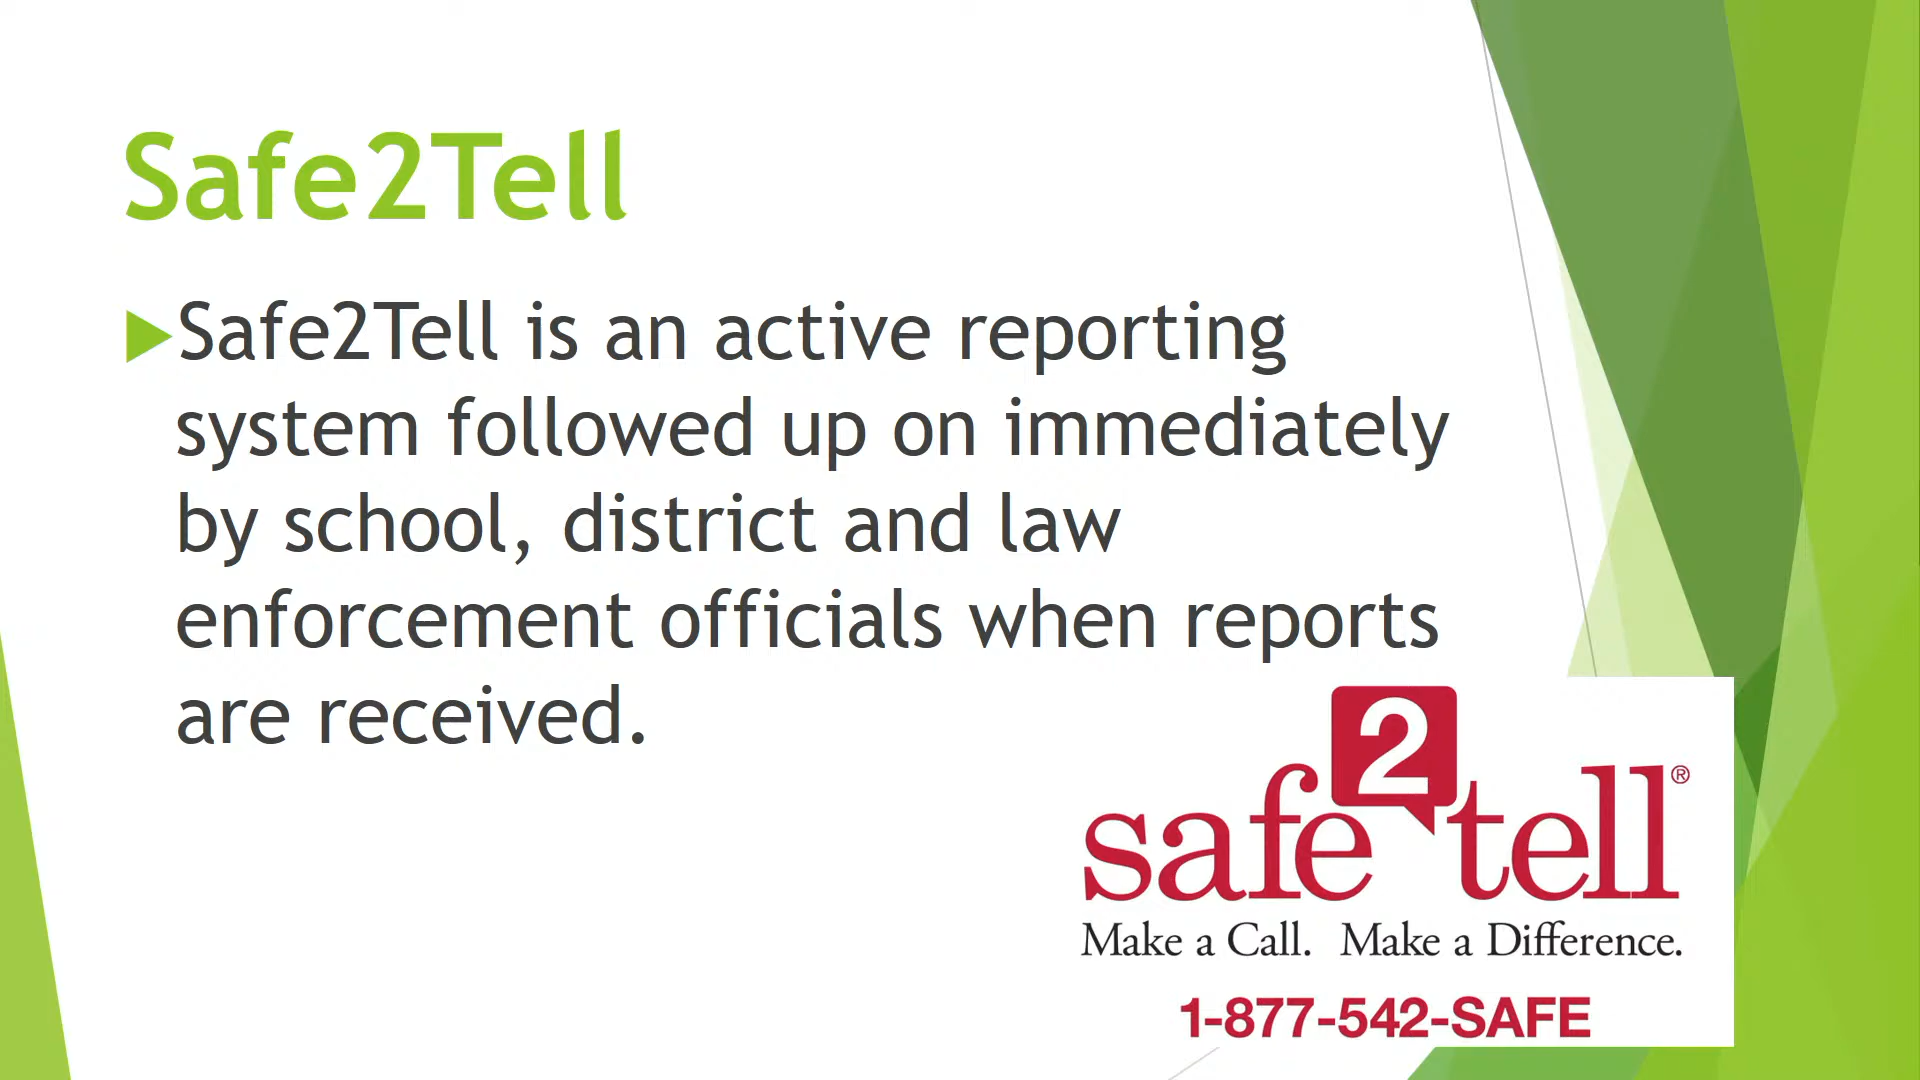 Safe2Tell
Safe2Tell is an active reporting
system followed up on immediately
by school, district and law
enforcement officials when reports
are received.
safe2tell®
Make a Call. Make a Difference.
1-877-542-SAFE